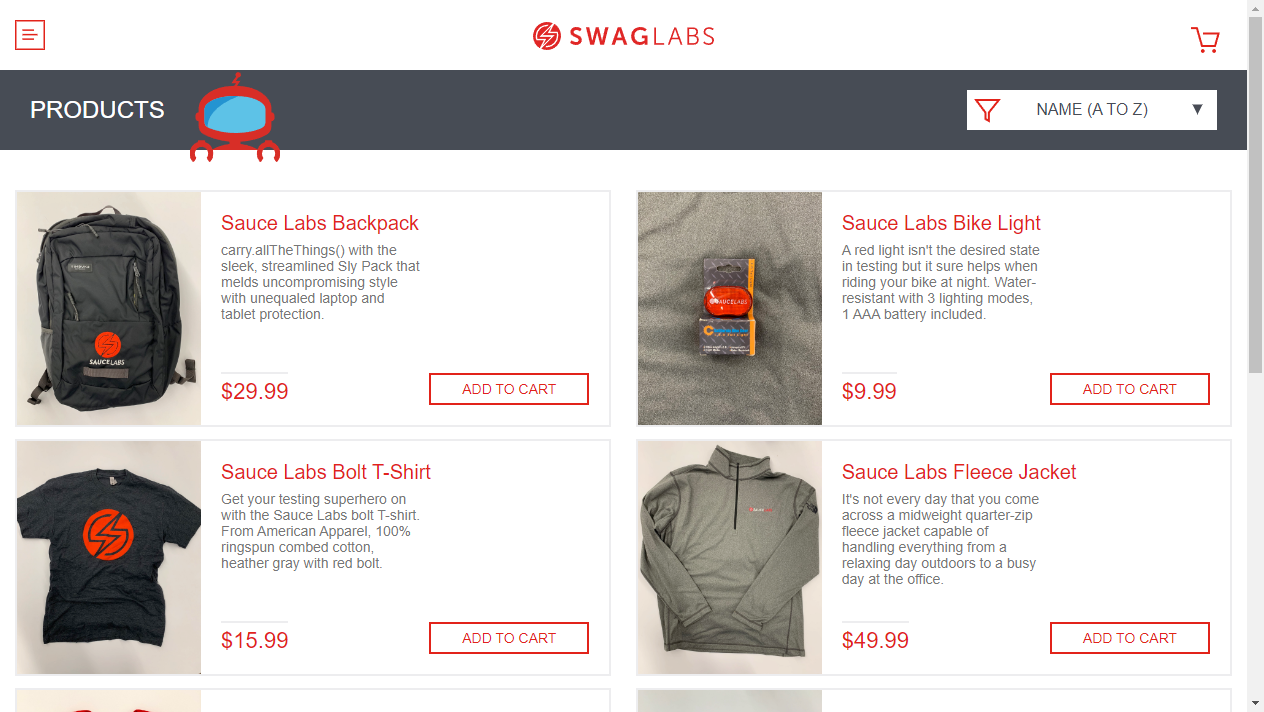 SWAGLABS
PRODUCTS
NAME (A TO Z)
Sauce Labs Backpack
carry.allTheThings() with the
sleek, streamlined Sly Pack that
melds uncompromising style
with unequaled laptop and
tablet protection.
$29.99
ADD TO CART
SAUCELABS
Sauce Labs Bike Light
A red light isn't the desired state
in testing but it sure helps when
riding your bike at night. Water-
resistant with 3 lighting modes,
1 AAA battery included.
$9.99
ADD TO CART
SAUCELABS
Sauce Labs Bolt T-Shirt
Get your testing superhero on
with the Sauce Labs bolt T-shirt.
From American Apparel, 100%
ringspun combed cotton,
heather gray with red bolt.
$15.99
ADD TO CART
Sauce Labs Fleece Jacket
It's not every day that you come
across a midweight quarter-zip
fleece jacket capable of
handling everything from a
relaxing day outdoors to a busy
day at the office.
$49.99
ADD TO CART